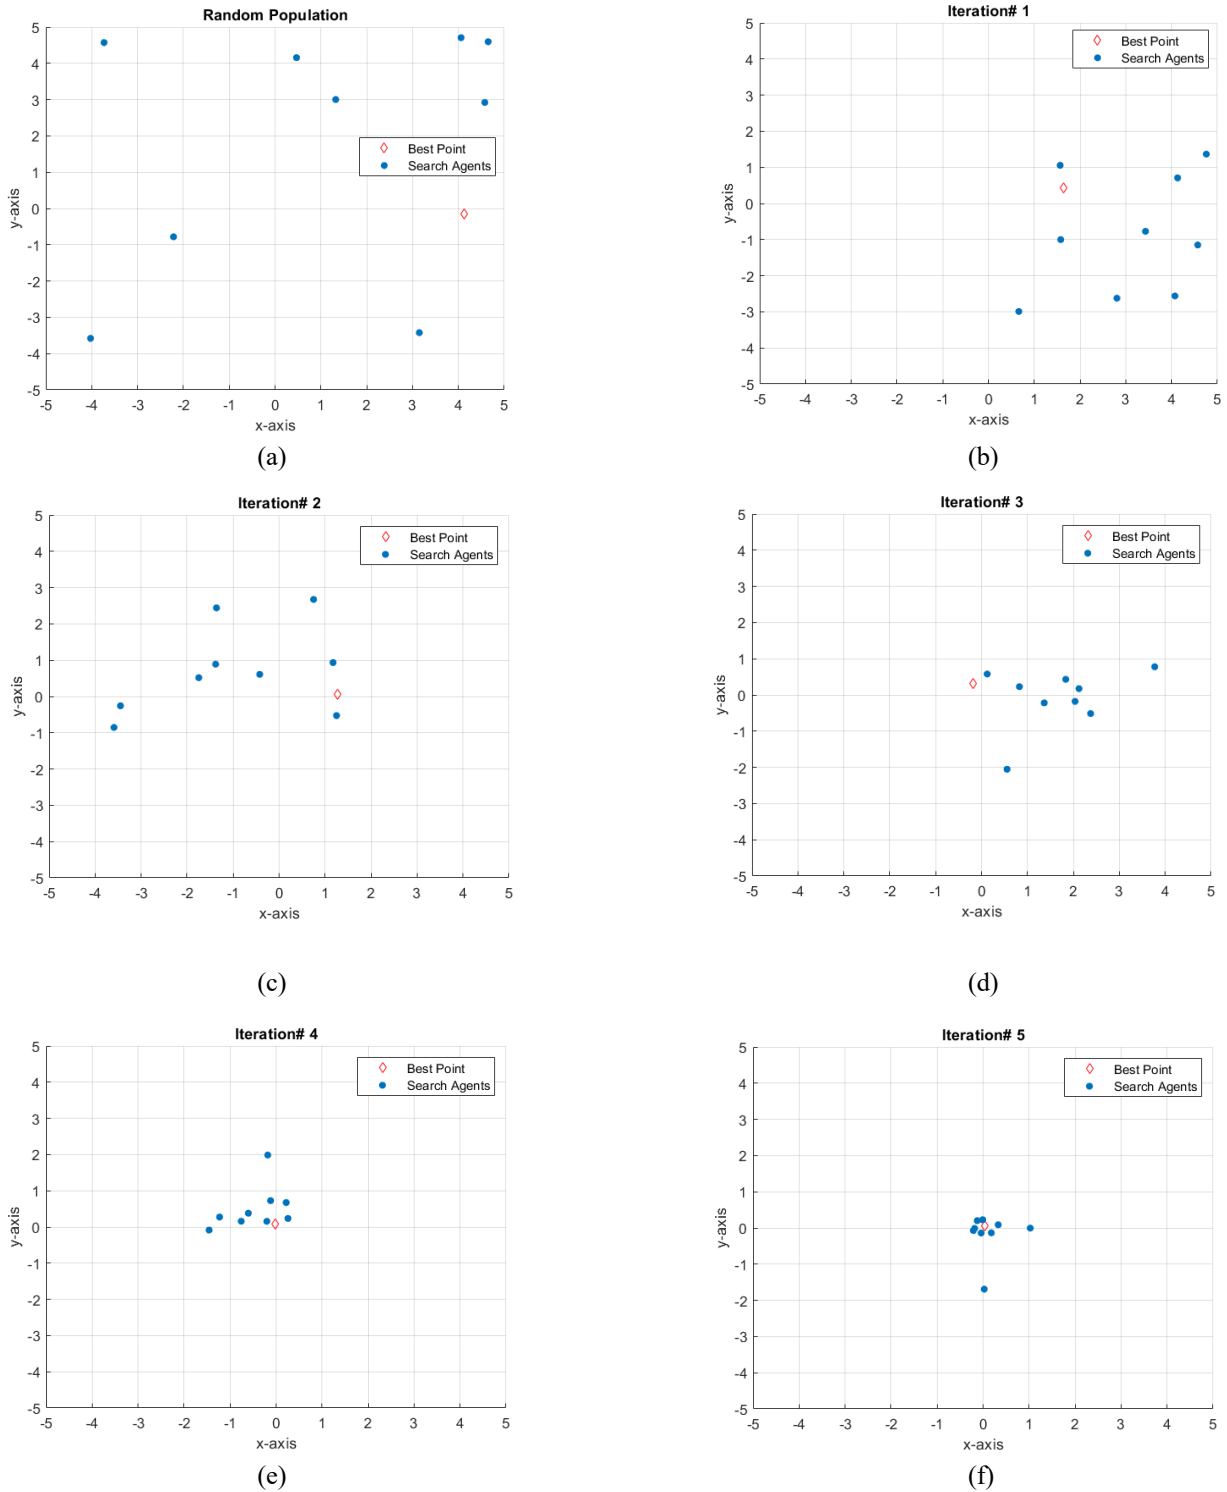 Random Population
5
4
3
2
1
0
-1
-2
-3
-4
-5
y-axis
Best Point
Search Agents
-5 -4 -3 -2 -1 0 1 2 3 4 5
x-axis
(a)
Iteration# 1
5
4
3
2
1
0
-1
-2
-3
-4
-5
y-axis
Best Point
Search Agents
-5 -4 -3 -2 -1 0 1 2 3 4 5
x-axis
(b)
Iteration# 2
5
4
3
2
1
0
-1
-2
-3
-4
-5
y-axis
Best Point
Search Agents
-5 -4 -3 -2 -1 0 1 2 3 4 5
x-axis
(c)
Iteration# 3
5
4
3
2
1
0
-1
-2
-3
-4
-5
y-axis
Best Point
Search Agents
-5 -4 -3 -2 -1 0 1 2 3 4 5
x-axis
(d)
Iteration# 4
5
4
3
2
1
0
-1
-2
-3
-4
-5
y-axis
Best Point
Search Agents
-5 -4 -3 -2 -1 0 1 2 3 4 5
x-axis
(e)
Iteration# 5
5
4
3
2
1
0
-1
-2
-3
-4
-5
y-axis
Best Point
Search Agents
-5 -4 -3 -2 -1 0 1 2 3 4 5
x-axis
(f)